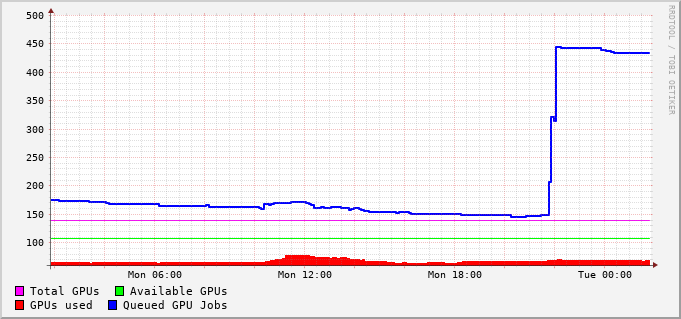 500
450
400
350
300
250
200
150
100
Mon 06:00 Mon 12:00 Mon 18:00 Tue 00:00
Total GPUs Available GPUs
GPUs used Queued GPU Jobs
RRDTOOL / TOBI OETIKER